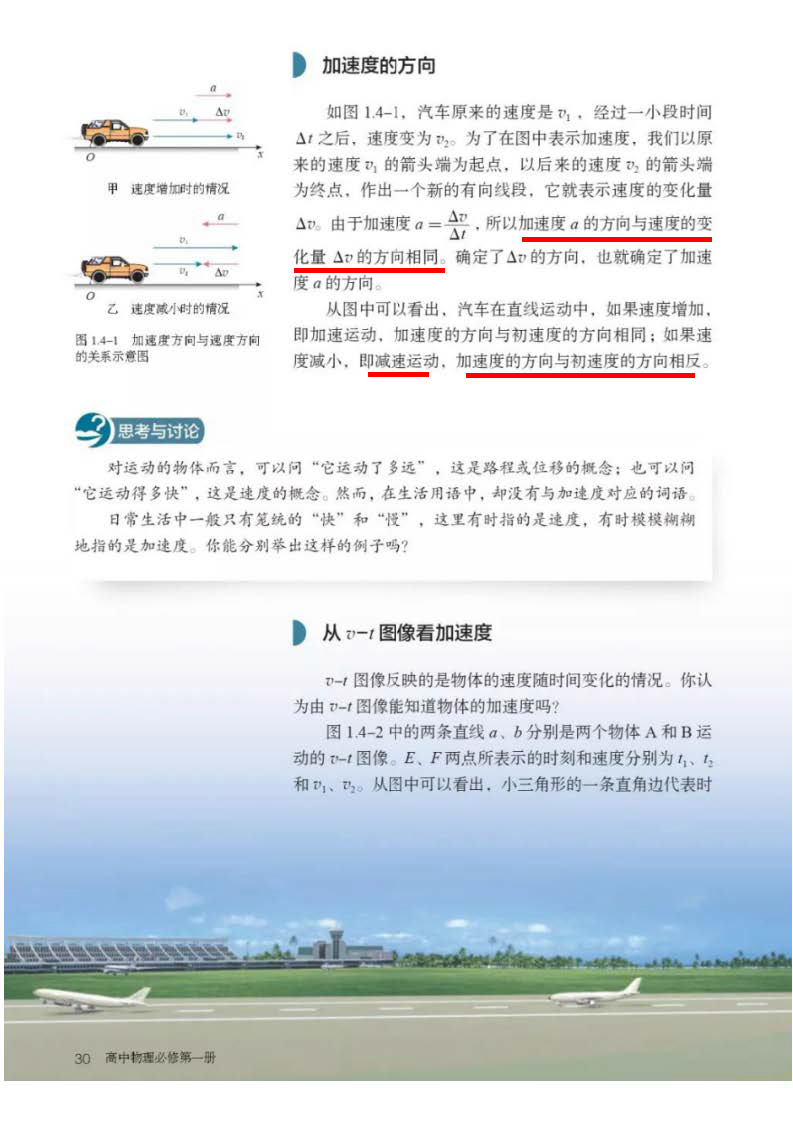 加速度的方向
a
v₁ Δv
v₂
O x
甲 速度增加时的情况
a
v₁
v₂ Δv
O x
乙 速度减小时的情况
图 1.4-1 加速度方向与速度方向
的关系示意图
如图 1.4-1，汽车原来的速度是 v₁ ，经过一小段时间
Δt 之后，速度变为 v₂。为了在图中表示加速度，我们以原
来的速度 v₁ 的箭头端为起点，以后来的速度 v₂ 的箭头端
为终点，作出一个新的有向线段，它就表示速度的变化量
Δv。由于加速度 a = Δv/Δt ，所以加速度 a 的方向与速度的变
化量 Δv 的方向相同。确定了 Δv 的方向，也就确定了加速
度 a 的方向。
从图中可以看出，汽车在直线运动中，如果速度增加，
即加速运动，加速度的方向与初速度的方向相同；如果速
度减小，即减速运动，加速度的方向与初速度的方向相反。
思考与讨论
对运动的物体而言，可以问“它运动了多远”，这是路程或位移的概念；也可以问
“它运动得多快”，这是速度的概念。然而，在生活用语中，却没有与加速度对应的词语。
日常生活中一般只有笼统的“快”和“慢”，这里有时指的是速度，有时模模糊糊
地指的是加速度。你能分别举出这样的例子吗？
从 v-t 图像看加速度
v-t 图像反映的是物体的速度随时间变化的情况。你认
为由 v-t 图像能知道物体的加速度吗？
图 1.4-2 中的两条直线 a、b 分别是两个物体 A 和 B 运
动的 v-t 图像。E、F 两点所表示的时刻和速度分别为 t₁、t₂
和 v₁、v₂。从图中可以看出，小三角形的一条直角边代表时
30 高中物理必修第一册